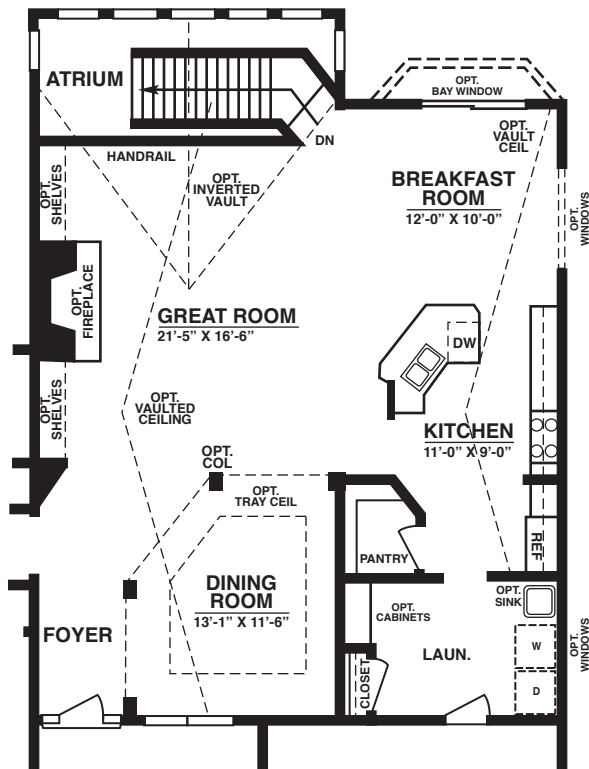 ATRIUM
OPT.
BAY WINDOW
OPT.
VAULT
CEIL
DN
HANDRAIL
OPT.
SHELVES
OPT.
INVERTED
VAULT
BREAKFAST
ROOM
12'-0" X 10'-0"
OPT.
WINDOWS
OPT.
FIREPLACE
GREAT ROOM
21'-5" X 16'-6"
DW
OPT.
SHELVES
OPT.
VAULTED
CEILING
KITCHEN
11'-0" X 9'-0"
OPT.
COL
OPT.
TRAY CEIL
PANTRY
REF
DINING
ROOM
13'-1" X 11'-6"
OPT.
CABINETS
OPT.
SINK
FOYER
LAUN.
W
OPT.
WINDOWS
CLOSET
D